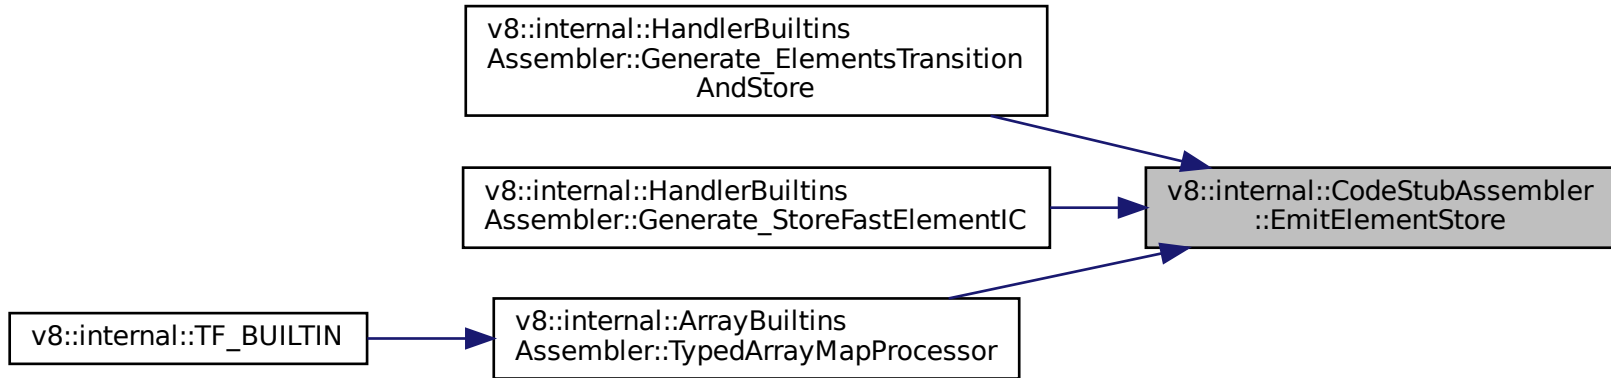 v8::internal::HandlerBuiltins
Assembler::Generate_ElementsTransition
AndStore
v8::internal::HandlerBuiltins
Assembler::Generate_StoreFastElementIC
v8::internal::CodeStubAssembler
::EmitElementStore
v8::internal::TF_BUILTIN
v8::internal::ArrayBuiltins
Assembler::TypedArrayMapProcessor